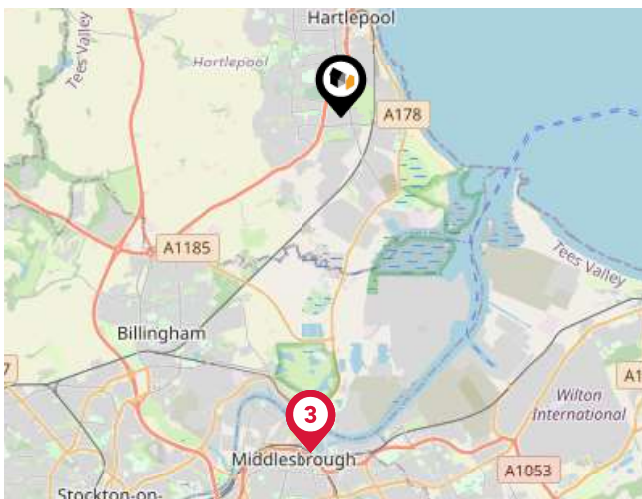 Hartlepool
Tees Valley
Hartlepool
A178
A1185
Tees Valley
Billingham
7
A1
3
Wilton
International
Middlesbrough
A1053
Stockton-on-